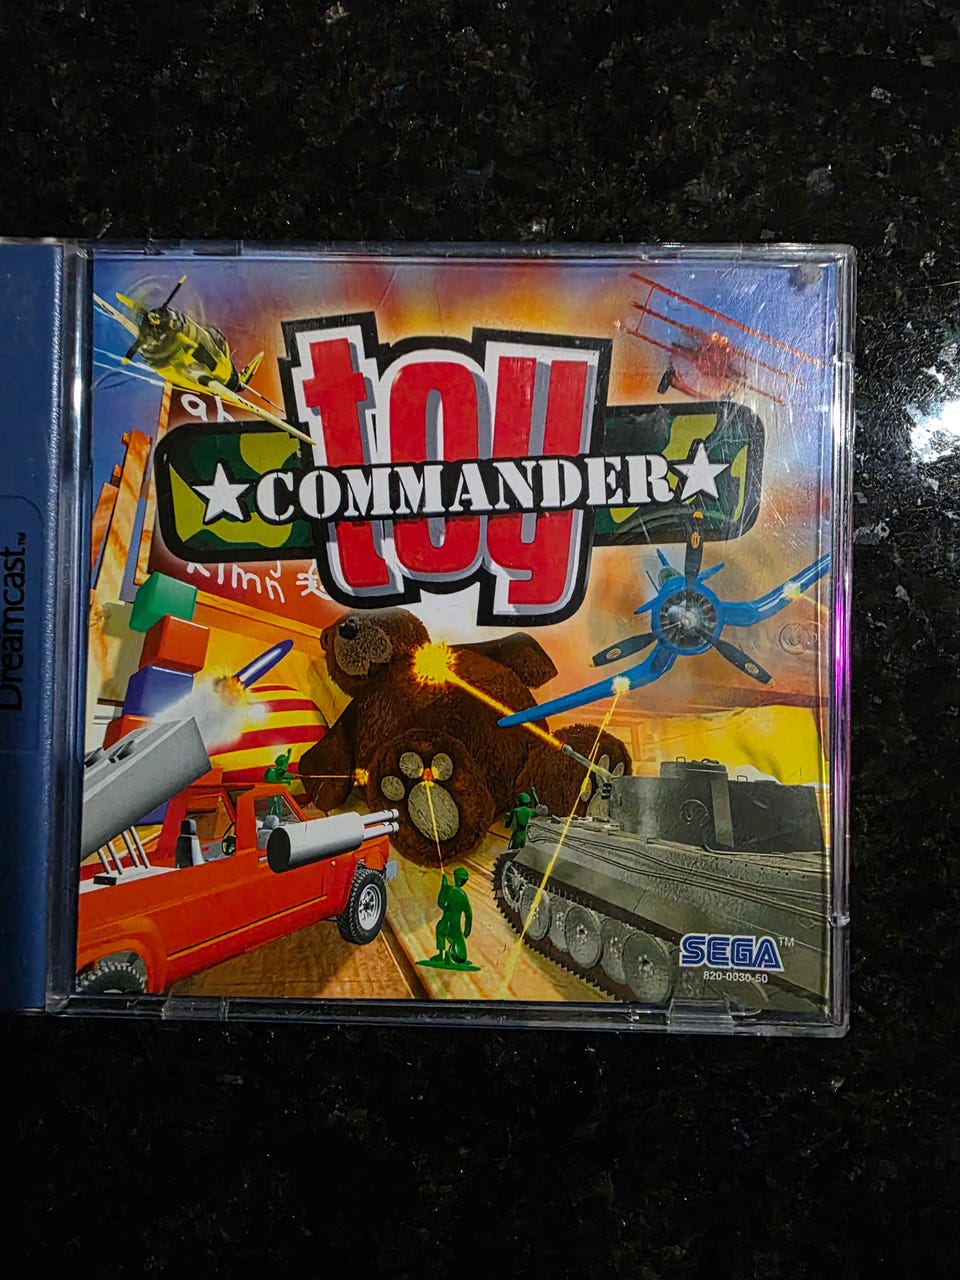 toy
★COMMANDER★
Dreamcast™
SEGA™
820-0030-50